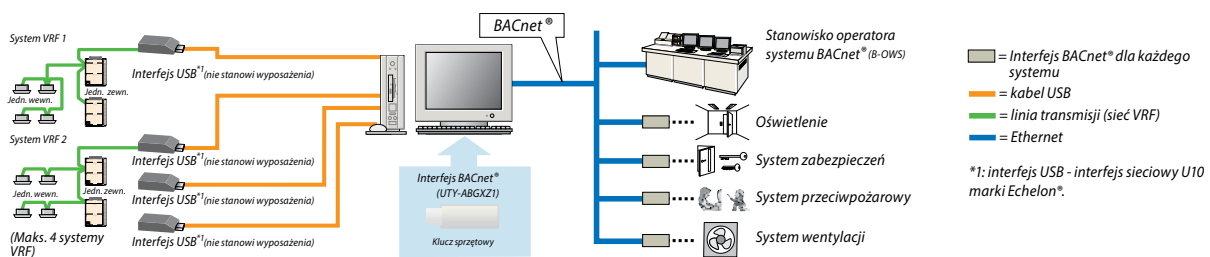 System VRF 1
Interfejs USB*1 (nie stanowi wyposażenia)
Jedn. wewn.
Jedn. zewn.
System VRF 2
Interfejs USB*1 (nie stanowi wyposażenia)
Jedn. wewn.
Jedn. zewn.
Interfejs USB*1 (nie stanowi wyposażenia)
(Maks. 4 systemy
VRF)
Interfejs USB*1 (nie stanowi wyposażenia)
Interfejs BACnet®
(UTY-ABGXZ1)
Klucz sprzętowy
BACnet ®
Stanowisko operatora
systemu BACnet® (B-OWS)
Oświetlenie
System zabezpieczeń
System przeciwpożarowy
System wentylacji
= Interfejs BACnet® dla każdego
systemu
= kabel USB
= linia transmisji (sieć VRF)
= Ethernet
*1: interfejs USB - interfejs sieciowy U10
marki Echelon®.